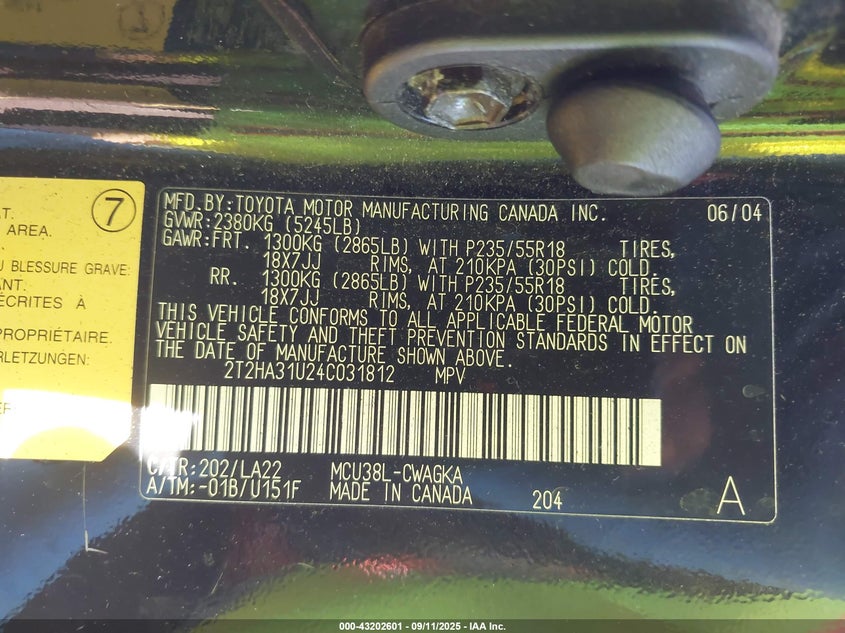 7
T.
AREA.
U BLESSURE GRAVE:
ANT.
ÉCRITES À
PROPRIÉTAIRE.
RLETZUNGEN:
MFD.BY:TOYOTA MOTOR MANUFACTURING CANADA INC. 06/04
GVWR:2380KG (5245LB)
GAWR:FRT. 1300KG (2865LB) WITH P235/55R18 TIRES,
18X7JJ RIMS, AT 210KPA (30PSI) COLD.
RR. 1300KG (2865LB) WITH P235/55R18 TIRES,
18X7JJ RIMS, AT 210KPA (30PSI) COLD.
THIS VEHICLE CONFORMS TO ALL APPLICABLE FEDERAL MOTOR
VEHICLE SAFETY AND THEFT PREVENTION STANDARDS IN EFFECT ON
THE DATE OF MANUFACTURE SHOWN ABOVE.
2T2HA31U24C031812 MPV
C/TR:202/LA22 MCU38L-CWAGKA
A/TM:-01B/U151F MADE IN CANADA 204 A
000-43202601 - 09/11/2025 - IAA Inc.